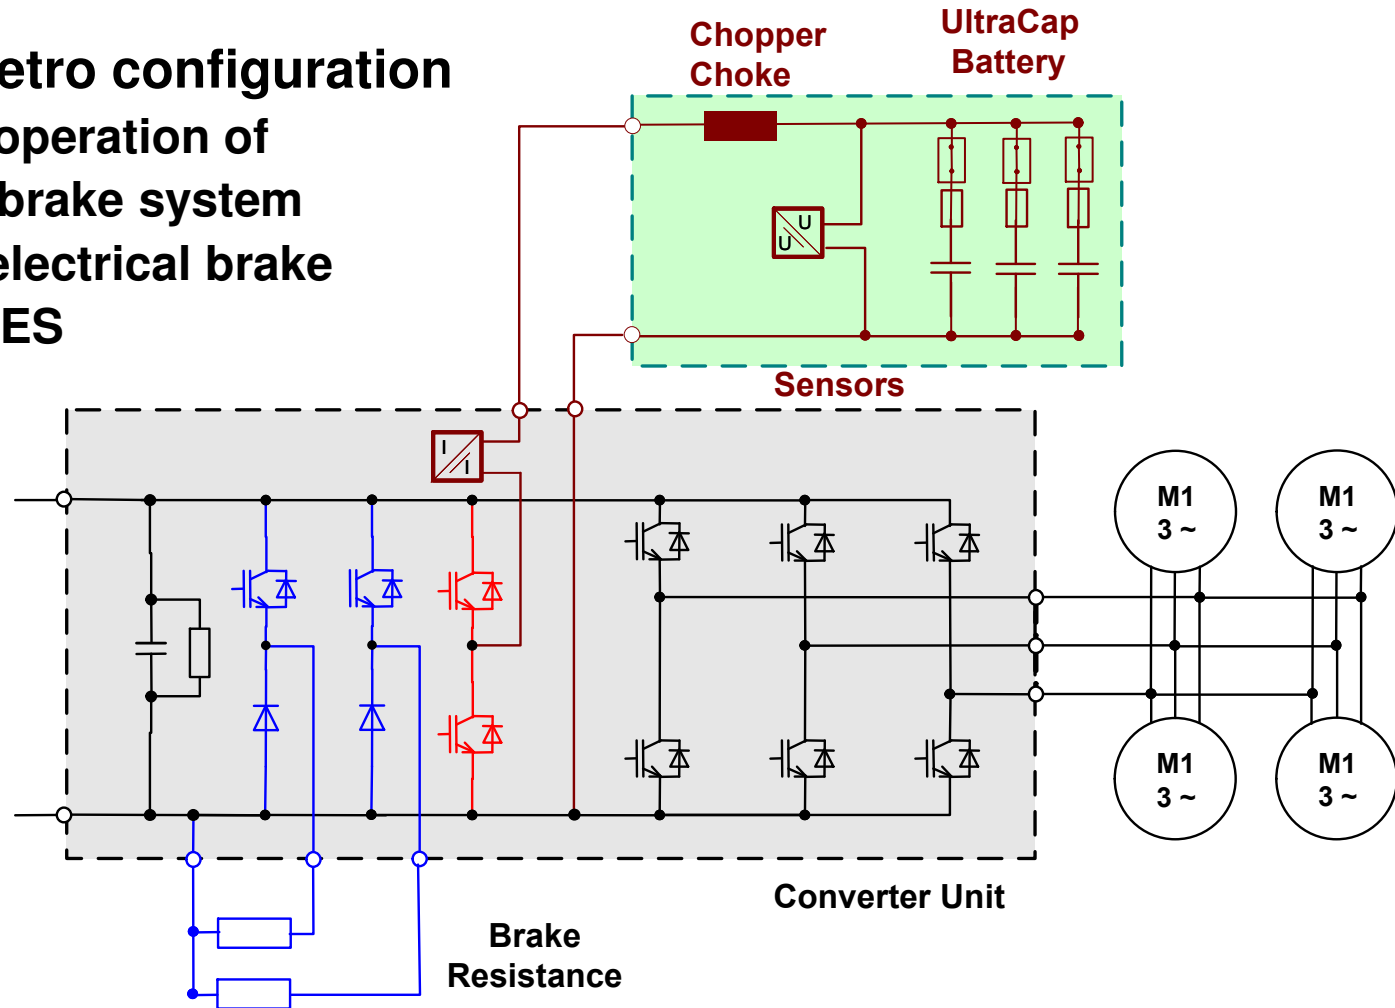 etro configuration
operation of
brake system
electrical brake
ES
Chopper
Choke
UltraCap
Battery
U
U
Sensors
I
I
M1
3 ~
M1
3 ~
M1
3 ~
M1
3 ~
Converter Unit
Brake
Resistance